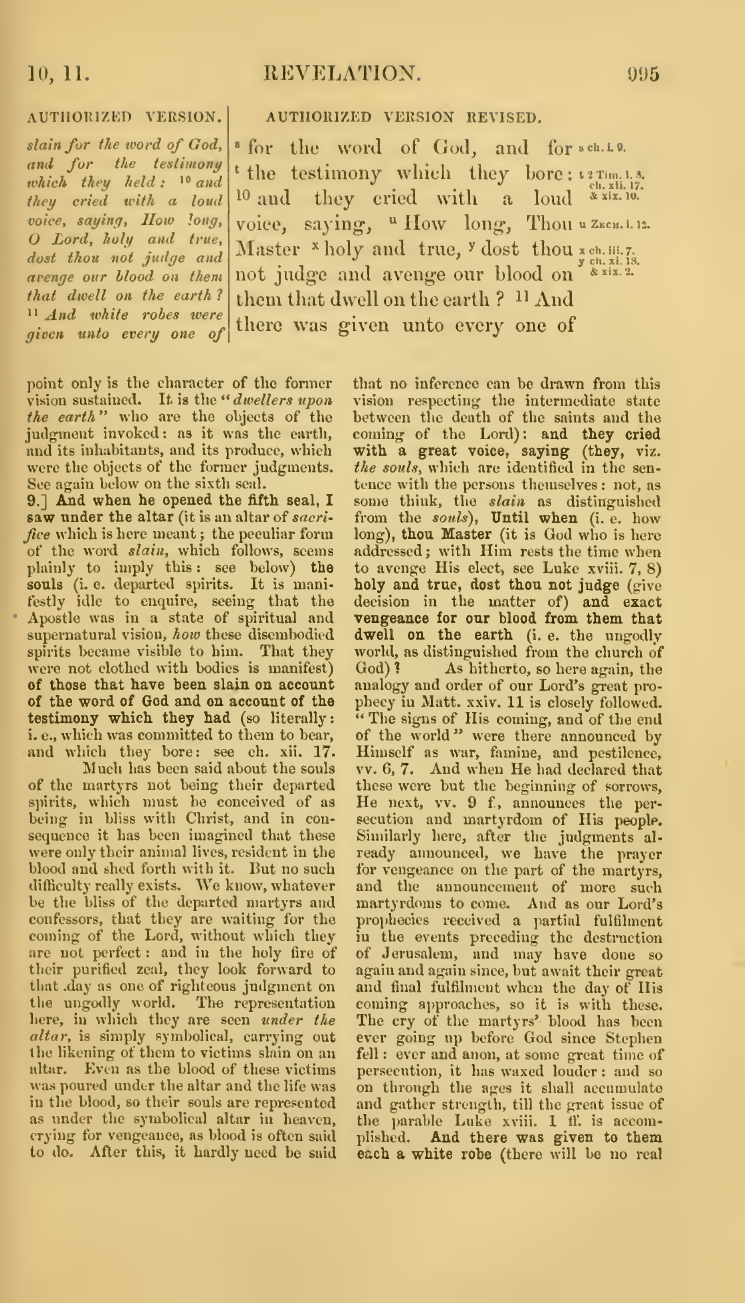 10, 11.
REVELATION.
995
AUTHORIZED VERSION.
slain for the word of God,
and for the testimony
which they held: 10 and
they cried with a loud
voice, saying, How long,
O Lord, holy and true,
dost thou not judge and
avenge our blood on them
that dwell on the earth?
11 And white robes were
given unto every one of
AUTHORIZED VERSION REVISED.
s for the word of God, and for
t the testimony which they bore:
10 and they cried with a loud
voice, saying, u How long, Thou
Master x holy and true, y dost thou
not judge and avenge our blood on
them that dwell on the earth? 11 And
there was given unto every one of
s ch. i. 9.
t 2 Tim. i. 8.
ch. xii. 17.
& xix. 10.
u ZECH. i. 12.
x ch. iii. 7.
y ch. xi. 18.
& xix. 2.
point only is the character of the former
vision sustained. It is the "dwellers upon
the earth" who are the objects of the
judgment invoked: as it was the earth,
and its inhabitants, and its produce, which
were the objects of the former judgments.
See again below on the sixth seal.
9.] And when he opened the fifth seal, I
saw under the altar (it is an altar of sacri-
fice which is here meant; the peculiar form
of the word slain, which follows, seems
plainly to imply this: see below) the
souls (i. e. departed spirits. It is mani-
festly idle to enquire, seeing that the
Apostle was in a state of spiritual and
supernatural vision, how these disembodied
spirits became visible to him. That they
were not clothed with bodies is manifest)
of those that have been slain on account
of the word of God and on account of the
testimony which they had (so literally:
i. e., which was committed to them to bear,
and which they bore: see ch. xii. 17.
Much has been said about the souls
of the martyrs not being their departed
spirits, which must be conceived of as
being in bliss with Christ, and in con-
sequence it has been imagined that these
were only their animal lives, resident in the
blood and shed forth with it. But no such
difficulty really exists. We know, whatever
be the bliss of the departed martyrs and
confessors, that they are waiting for the
coming of the Lord, without which they
are not perfect: and in the holy fire of
their purified zeal, they look forward to
that day as one of righteous judgment on
the ungodly world. The representation
here, in which they are seen under the
altar, is simply symbolical, carrying out
the likening of them to victims slain on an
altar. Even as the blood of these victims
was poured under the altar and the life was
in the blood, so their souls are represented
as under the symbolical altar in heaven,
crying for vengeance, as blood is often said
to do. After this, it hardly need be said
that no inference can be drawn from this
vision respecting the intermediate state
between the death of the saints and the
coming of the Lord): and they cried
with a great voice, saying (they, viz.
the souls, which are identified in the sen-
tence with the persons themselves: not, as
some think, the slain as distinguished
from the souls), Until when (i. e. how
long), thou Master (it is God who is here
addressed; with Him rests the time when
to avenge His elect, see Luke xviii. 7, 8)
holy and true, dost thou not judge (give
decision in the matter of) and exact
vengeance for our blood from them that
dwell on the earth (i. e. the ungodly
world, as distinguished from the church of
God)? As hitherto, so here again, the
analogy and order of our Lord's great pro-
phecy in Matt. xxiv. 11 is closely followed.
"The signs of His coming, and of the end
of the world" were there announced by
Himself as war, famine, and pestilence,
vv. 6, 7. And when He had declared that
these were but the beginning of sorrows,
He next, vv. 9 f., announces the per-
secution and martyrdom of His people.
Similarly here, after the judgments al-
ready announced, we have the prayer
for vengeance on the part of the martyrs,
and the announcement of more such
martyrdoms to come. And as our Lord's
prophecies received a partial fulfilment
in the events preceding the destruction
of Jerusalem, and may have done so
again and again since, but await their great
and final fulfilment when the day of His
coming approaches, so it is with these.
The cry of the martyrs' blood has been
ever going up before God since Stephen
fell: ever and anon, at some great time of
persecution, it has waxed louder: and so
on through the ages it shall accumulate
and gather strength, till the great issue of
the parable Luke xviii. 1 ff. is accom-
plished. And there was given to them
each a white robe (there will be no real